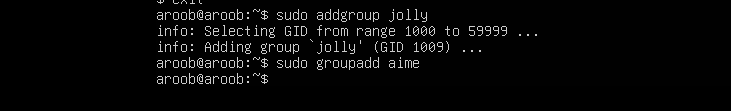 $ exit
aroob@aroob:~$ sudo addgroup jolly
info: Selecting GID from range 1000 to 59999 ...
info: Adding group `jolly' (GID 1009) ...
aroob@aroob:~$ sudo groupadd aime
aroob@aroob:~$